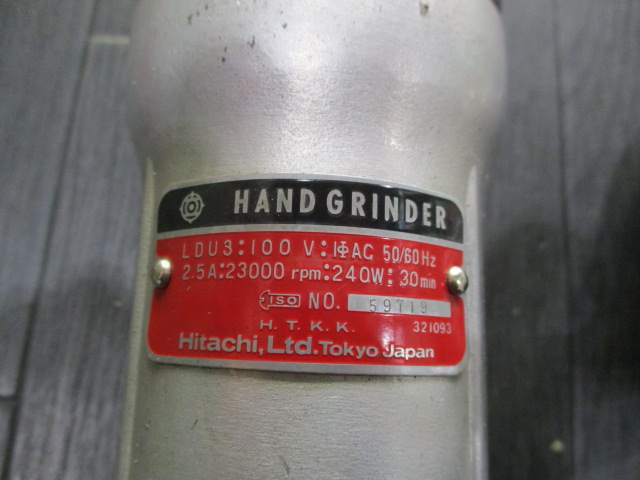 HAND GRINDER
LDU3:100 V:1ΦAC 50/60Hz
2.5A:23000 rpm:240W:30min
ISO NO. 59719
H.T.K.K. 321093
Hitachi, Ltd. Tokyo Japan